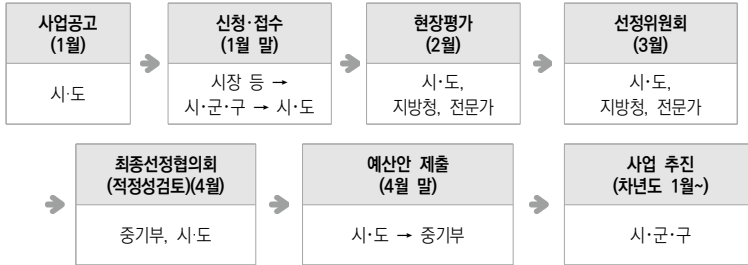 사업공고
(1월)
시·도
신청·접수
(1월 말)
시장 등 →
시·군·구 → 시·도
현장평가
(2월)
시·도,
지방청, 전문가
선정위원회
(3월)
시·도,
지방청, 전문가
최종선정협의회
(적정성검토)(4월)
중기부, 시·도
예산안 제출
(4월 말)
시·도 → 중기부
사업 추진
(차년도 1월~)
시·군·구